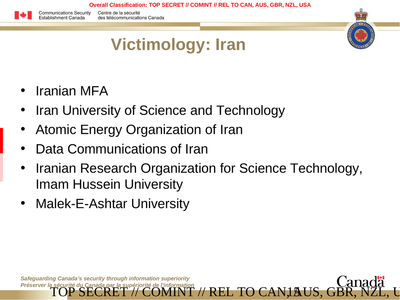 Overall Classification: TOP SECRET // COMINT // REL TO CAN, AUS, GBR, NZL, USA
Communications Security Centre de la sécurité
Establishment Canada des télécommunications Canada
Victimology: Iran
• Iranian MFA
• Iran University of Science and Technology
• Atomic Energy Organization of Iran
• Data Communications of Iran
• Iranian Research Organization for Science Technology,
Imam Hussein University
• Malek-E-Ashtar University
Safeguarding Canada's security through information superiority
Préserver la sécurité du Canada par la supériorité de l'information
Canada
TOP SECRET // COMINT // REL TO CAN, AUS, GBR, NZL, U